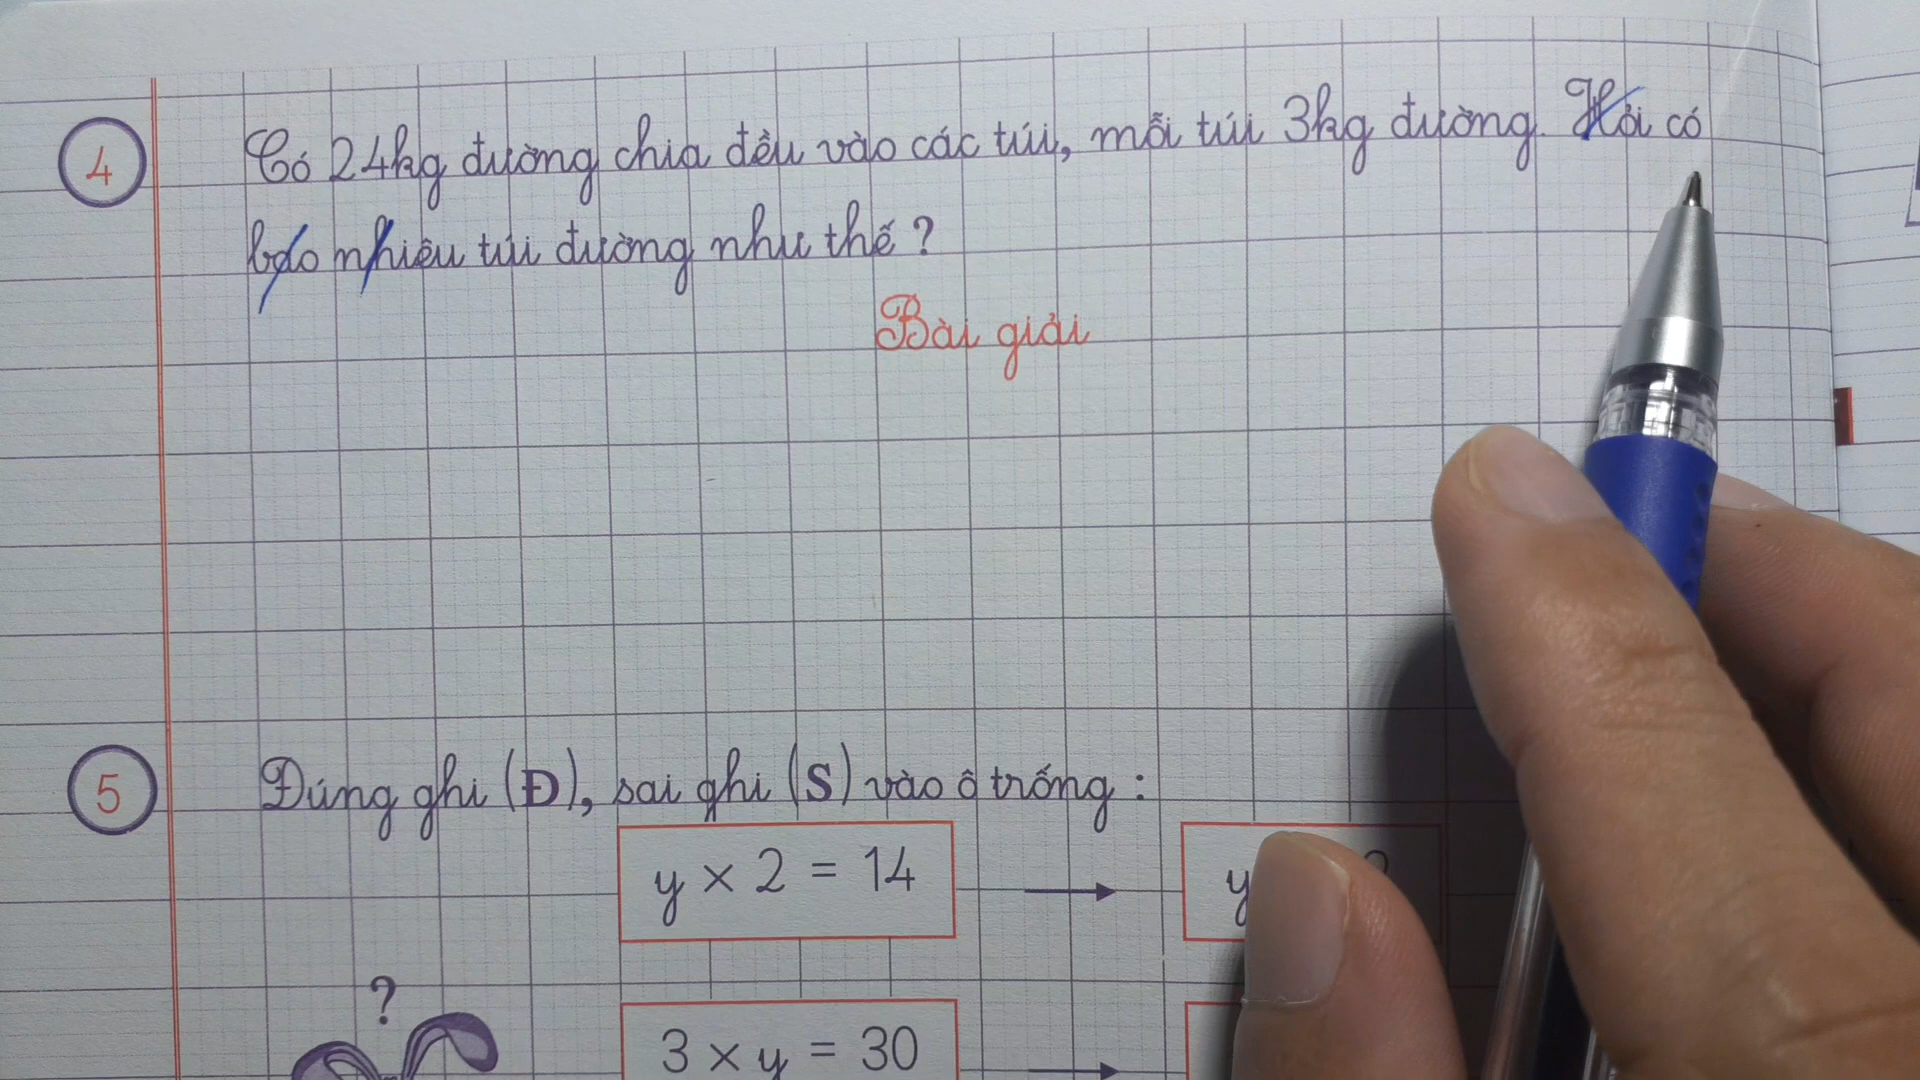 4
Có 24kg đường chia đều vào các túi, mỗi túi 3kg đường. Hỏi có
bao nhiêu túi đường như thế ?
Bài giải
5
Đúng ghi (Đ), sai ghi (S) vào ô trống :
y × 2 = 14
y
?
3 × y = 30